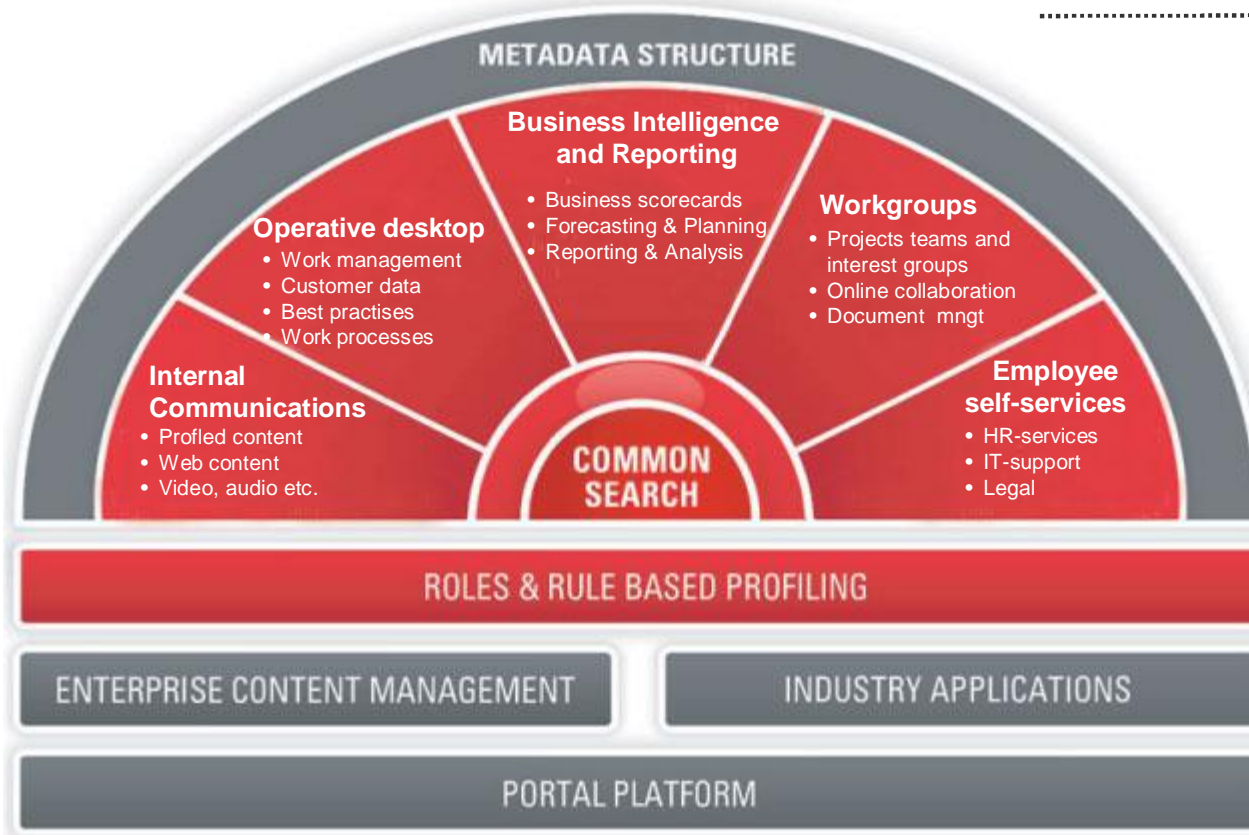 METADATA STRUCTURE
Business Intelligence
and Reporting
• Business scorecards
• Forecasting & Planning
• Reporting & Analysis
Operative desktop
• Work management
• Customer data
• Best practises
• Work processes
Workgroups
• Projects teams and
interest groups
• Online collaboration
• Document mngt
Internal
Communications
• Profled content
• Web content
• Video, audio etc.
Employee
self-services
• HR-services
• IT-support
• Legal
COMMON
SEARCH
ROLES & RULE BASED PROFILING
ENTERPRISE CONTENT MANAGEMENT
INDUSTRY APPLICATIONS
PORTAL PLATFORM